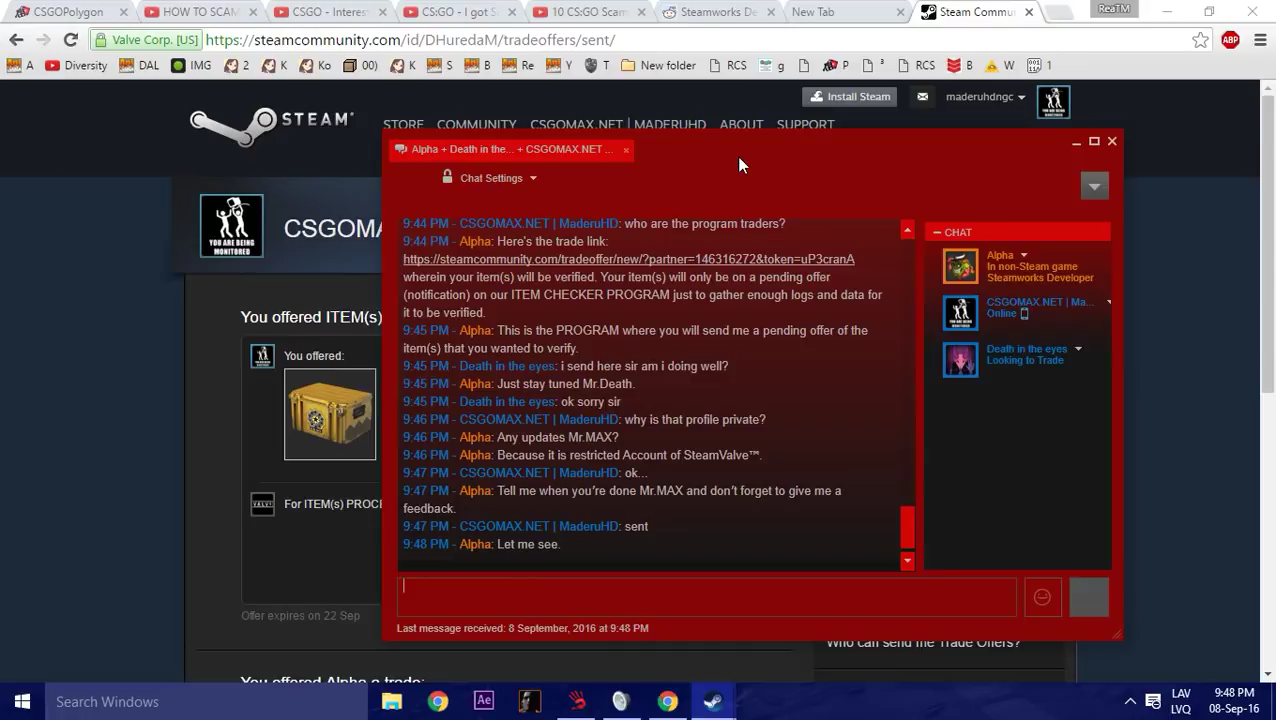 CSGOPolygon
HOW TO SCAM
CSGO - Interes
CS:GO - I got S
10 CS:GO Scam
Steamworks De
New Tab
Steam Commu
ReaTM
Valve Corp. [US]
https://steamcommunity.com/id/DHuredaM/tradeoffers/sent/
ABP
A
Diversity
DAL
IMG
2
K
Ko
00)
K
S
B
Re
Y
T
New folder
RCS
g
P
³
RCS
B
W
1
STEAM
Install Steam
maderuhdngc
STORE COMMUNITY CSGOMAX.NET | MADERUHD ABOUT SUPPORT
YOU ARE BEING
MONITORED
CSGOMA
You offered ITEM(s)
You offered:
For ITEM(s) PROCE
Offer expires on 22 Sep
You offered Alpha a trade:
Who can send me Trade Offers?
Alpha + Death in the... + CSGOMAX.NET ...
Chat Settings
9:44 PM - CSGOMAX.NET | MaderuHD: who are the program traders?
9:44 PM - Alpha: Here's the trade link:
https://steamcommunity.com/tradeoffer/new/?partner=146316272&token=uP3cranA
wherein your item(s) will be verified. Your item(s) will only be on a pending offer
(notification) on our ITEM CHECKER PROGRAM just to gather enough logs and data for
it to be verified.
9:45 PM - Alpha: This is the PROGRAM where you will send me a pending offer of the
item(s) that you wanted to verify.
9:45 PM - Death in the eyes: i send here sir am i doing well?
9:45 PM - Alpha: Just stay tuned Mr.Death.
9:45 PM - Death in the eyes: ok sorry sir
9:46 PM - CSGOMAX.NET | MaderuHD: why is that profile private?
9:46 PM - Alpha: Any updates Mr.MAX?
9:46 PM - Alpha: Because it is restricted Account of SteamValve™.
9:47 PM - CSGOMAX.NET | MaderuHD: ok...
9:47 PM - Alpha: Tell me when you're done Mr.MAX and don't forget to give me a
feedback.
9:47 PM - CSGOMAX.NET | MaderuHD: sent
9:48 PM - Alpha: Let me see.
Last message received: 8 September, 2016 at 9:48 PM
CHAT
Alpha
In non-Steam game
Steamworks Developer
CSGOMAX.NET | Ma...
Online
Death in the eyes
Looking to Trade
Search Windows
Ae
LAV
LVQ
9:48 PM
08-Sep-16